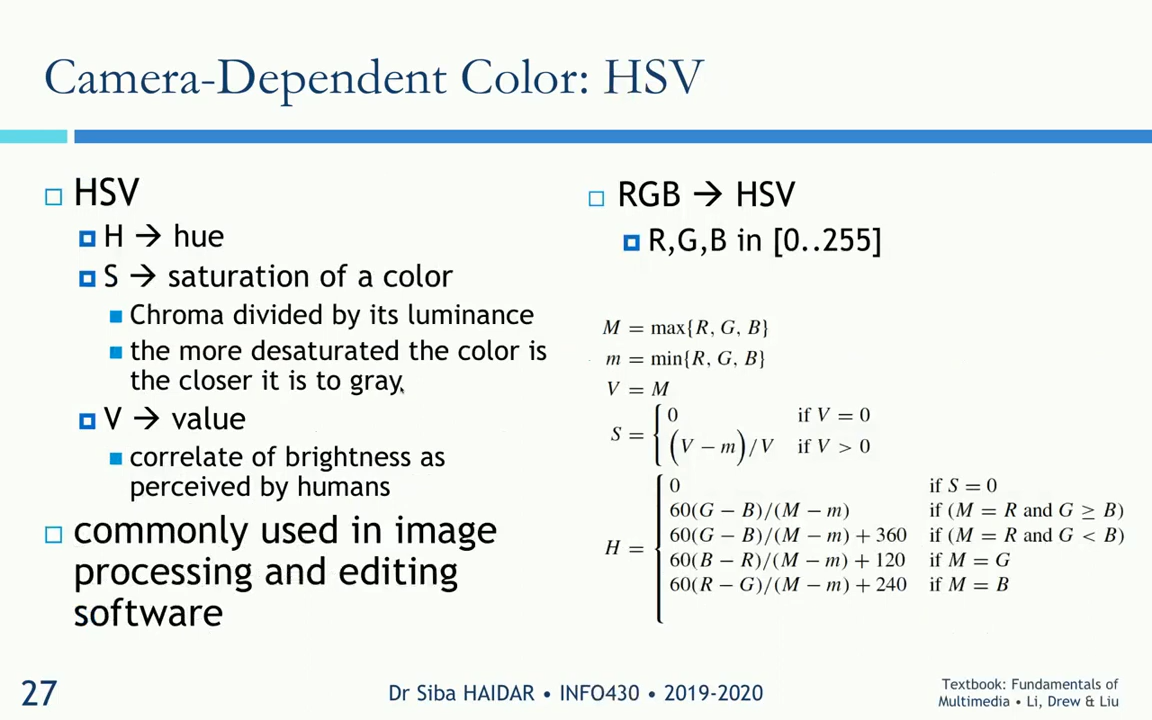 Camera-Dependent Color: HSV
HSV
H → hue
S → saturation of a color
Chroma divided by its luminance
the more desaturated the color is
the closer it is to gray
V → value
correlate of brightness as
perceived by humans
commonly used in image
processing and editing
software
RGB → HSV
R,G,B in [0..255]
M = max{R, G, B}
m = min{R, G, B}
V = M
S = { 0 if V = 0
(V − m)/V if V > 0
H = { 0 if S = 0
60(G − B)/(M − m) if (M = R and G ≥ B)
60(G − B)/(M − m) + 360 if (M = R and G < B)
60(B − R)/(M − m) + 120 if M = G
60(R − G)/(M − m) + 240 if M = B
27
Dr Siba HAIDAR • INFO430 • 2019-2020
Textbook: Fundamentals of
Multimedia • Li, Drew & Liu